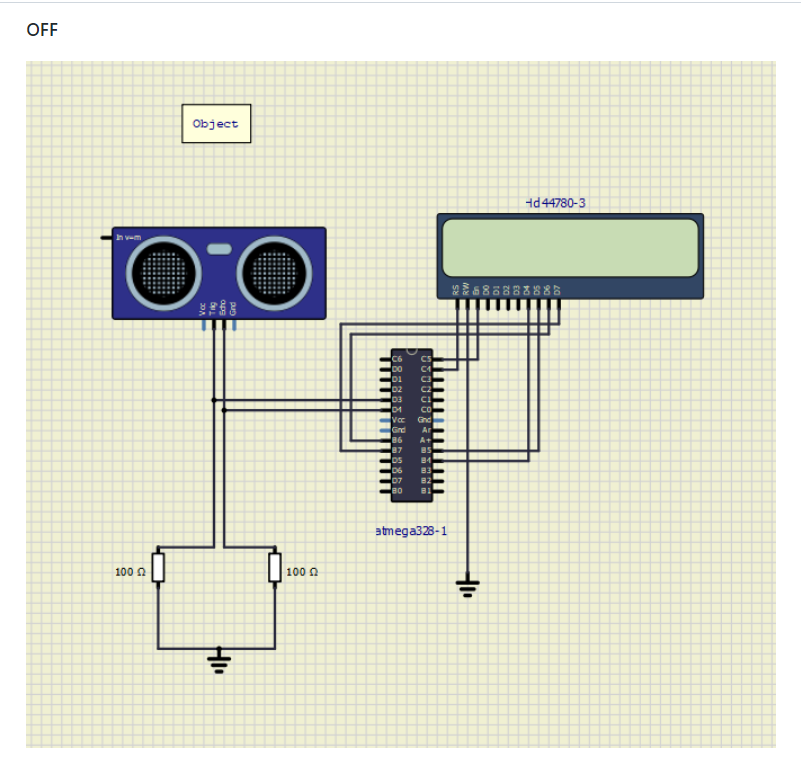 OFF
Object
Hd44780-3
In v=m
Vcc
Trig
Echo
Gnd
RS
RW
En
D0
D1
D2
D3
D4
D5
D6
D7
C6 C5
D0 C4
D1 C3
D2 C2
D3 C1
D4 C0
Vcc Gnd
Gnd Ar
B6 A+
B7 B5
D5 B4
D6 B3
D7 B2
B0 B1
atmega328-1
100 Ω
100 Ω